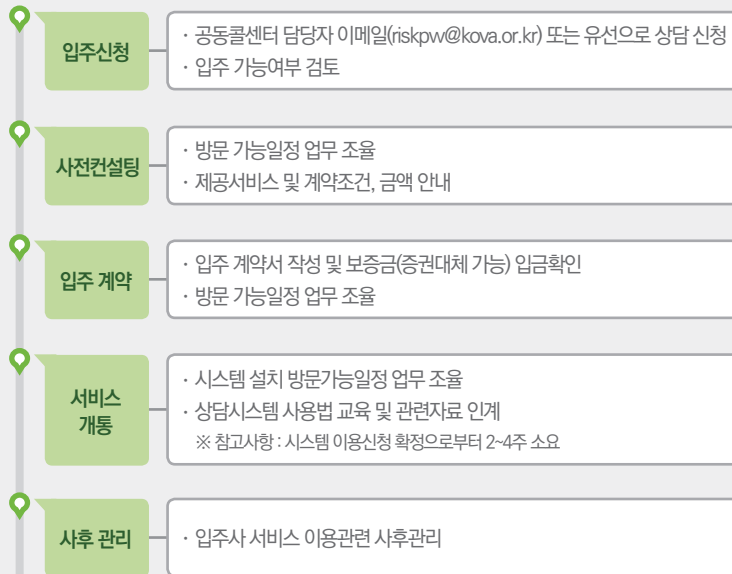 입주신청
· 공동콜센터 담당자 이메일(riskpw@kova.or.kr) 또는 유선으로 상담 신청
· 입주 가능여부 검토
사전컨설팅
· 방문 가능일정 업무 조율
· 제공서비스 및 계약조건, 금액 안내
입주 계약
· 입주 계약서 작성 및 보증금(증권대체 가능) 입금확인
· 방문 가능일정 업무 조율
서비스
개통
· 시스템 설치 방문가능일정 업무 조율
· 상담시스템 사용법 교육 및 관련자료 인계
※ 참고사항 : 시스템 이용신청 확정으로부터 2~4주 소요
사후 관리
· 입주사 서비스 이용관련 사후관리